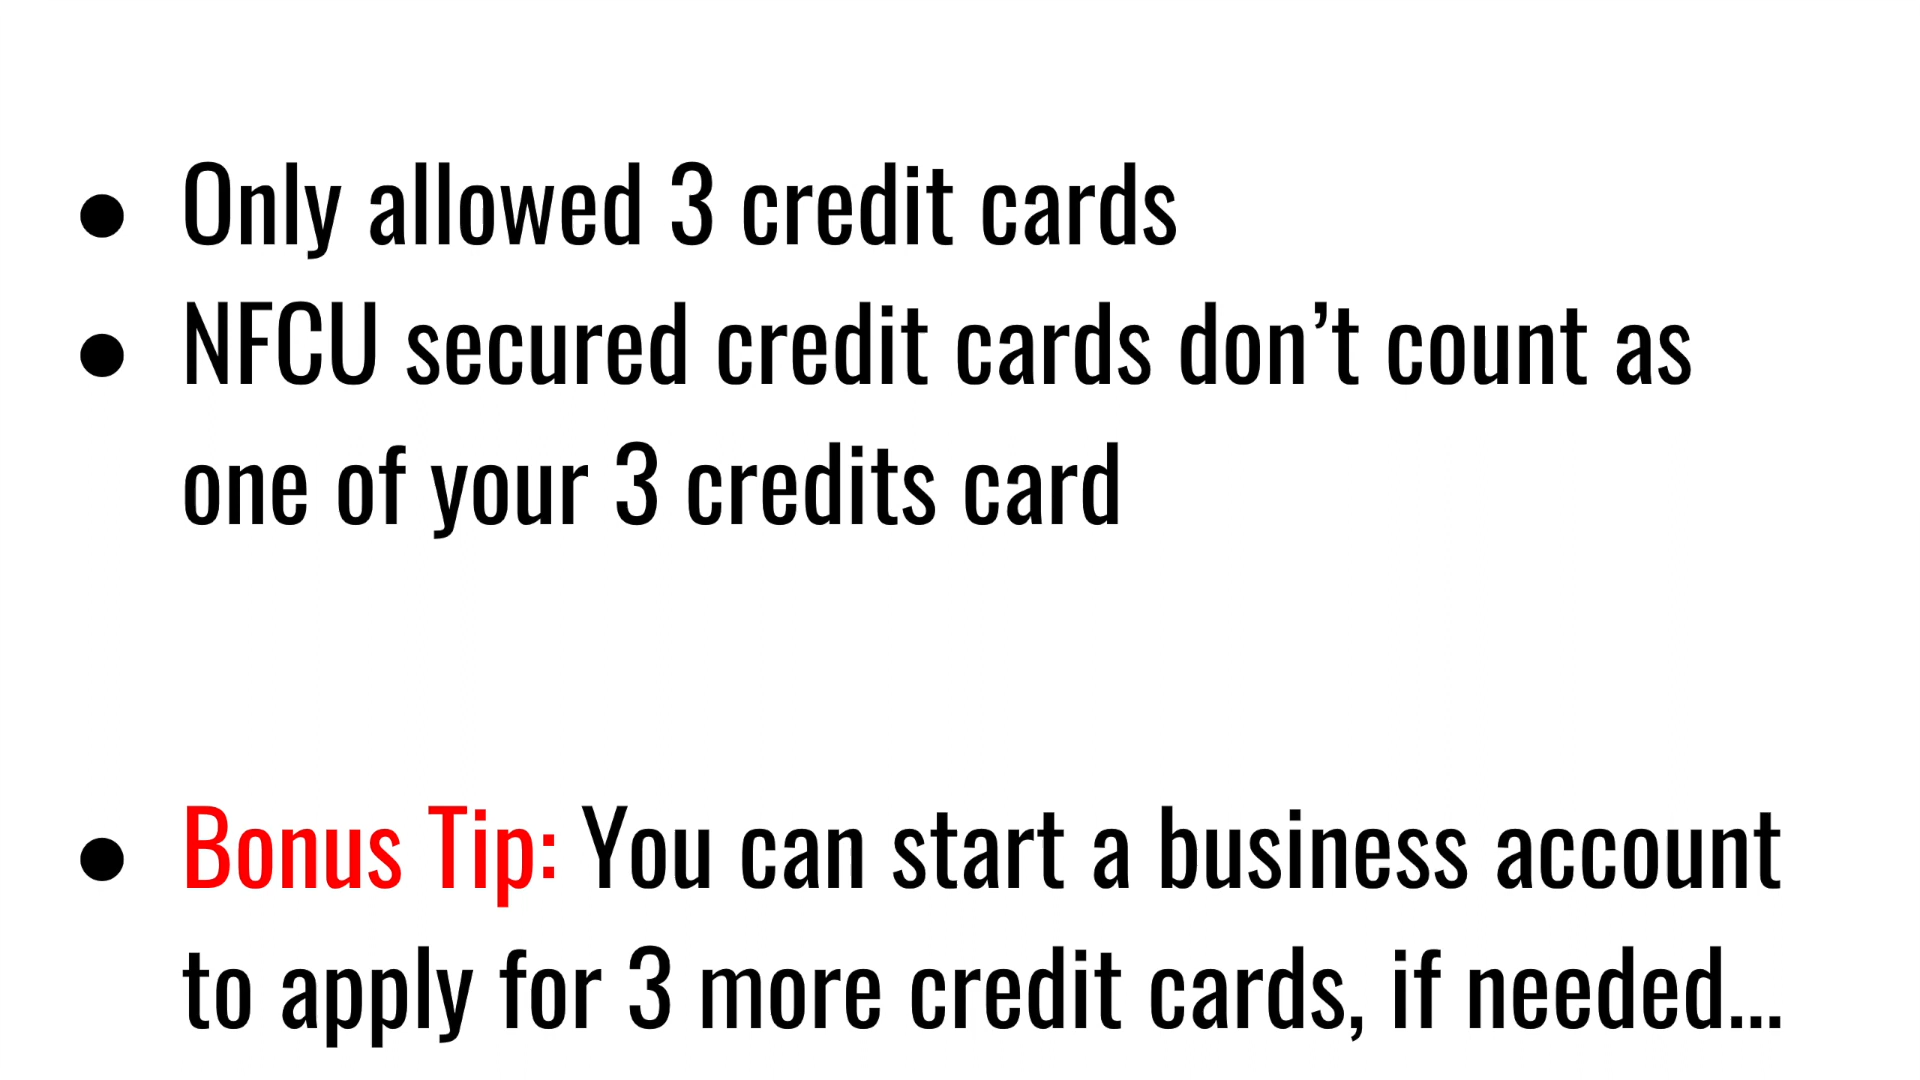 ● Only allowed 3 credit cards
● NFCU secured credit cards don’t count as
one of your 3 credits card
● Bonus Tip: You can start a business account
to apply for 3 more credit cards, if needed...